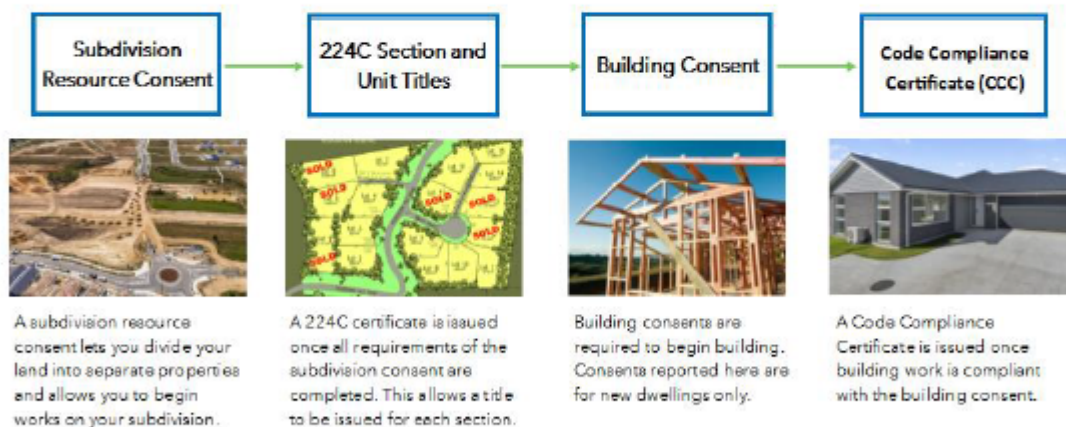 Subdivision
Resource Consent
224C Section and
Unit Titles
Building Consent
Code Compliance
Certificate (CCC)
SOLD
SOLD
SOLD
SOLD
SOLD
SOLD
A subdivision resource
consent lets you divide your
land into separate properties
and allows you to begin
works on your subdivision.
A 224C certificate is issued
once all requirements of the
subdivision consent are
completed. This allows a title
to be issued for each section.
Building consents are
required to begin building.
Consents reported here are
for new dwellings only.
A Code Compliance
Certificate is issued once
building work is compliant
with the building consent.